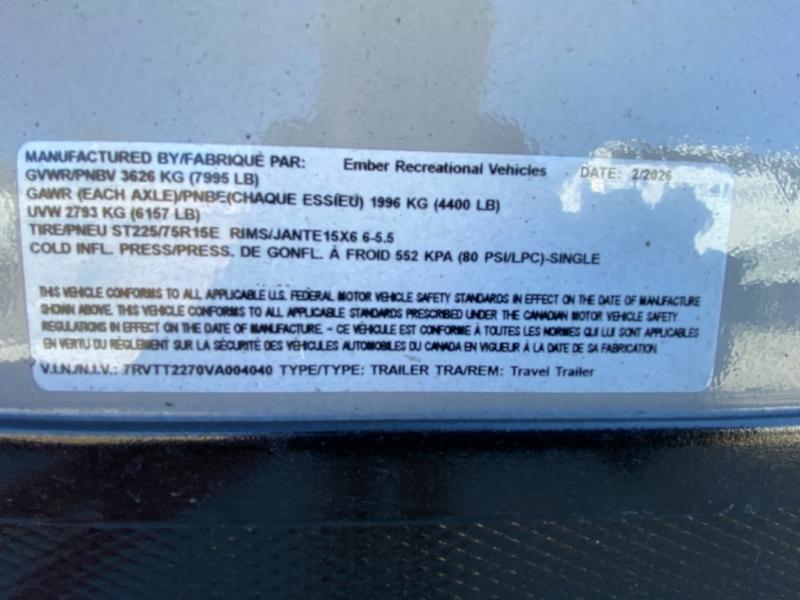 MANUFACTURED BY/FABRIQUÉ PAR: Ember Recreational Vehicles DATE: 2/2026
GVWR/PNBV 3626 KG (7995 LB)
GAWR (EACH AXLE)/PNBE(CHAQUE ESSIEU) 1996 KG (4400 LB)
UVW 2793 KG (6157 LB)
TIRE/PNEU ST225/75R15E RIMS/JANTE15X6 6-5.5
COLD INFL. PRESS/PRESS. DE GONFL. À FROID 552 KPA (80 PSI/LPC)-SINGLE
THIS VEHICLE CONFORMS TO ALL APPLICABLE U.S. FEDERAL MOTOR VEHICLE SAFETY STANDARDS IN EFFECT ON THE DATE OF MANUFACTURE
SHOWN ABOVE. THIS VEHICLE CONFORMS TO ALL APPLICABLE STANDARDS PRESCRIBED UNDER THE CANADIAN MOTOR VEHICLE SAFETY
REGULATIONS IN EFFECT ON THE DATE OF MANUFACTURE. - CE VÉHICULE EST CONFORME À TOUTES LES NORMES QUI LUI SONT APPLICABLES
EN VERTU DU RÈGLEMENT SUR LA SÉCURITÉ DES VÉHICULES AUTOMOBILES DU CANADA EN VIGUEUR À LA DATE DE SA FABRICATION.
V.I.N./N.I.V.: 7RVTT2270VA004040 TYPE/TYPE: TRAILER TRA/REM: Travel Trailer